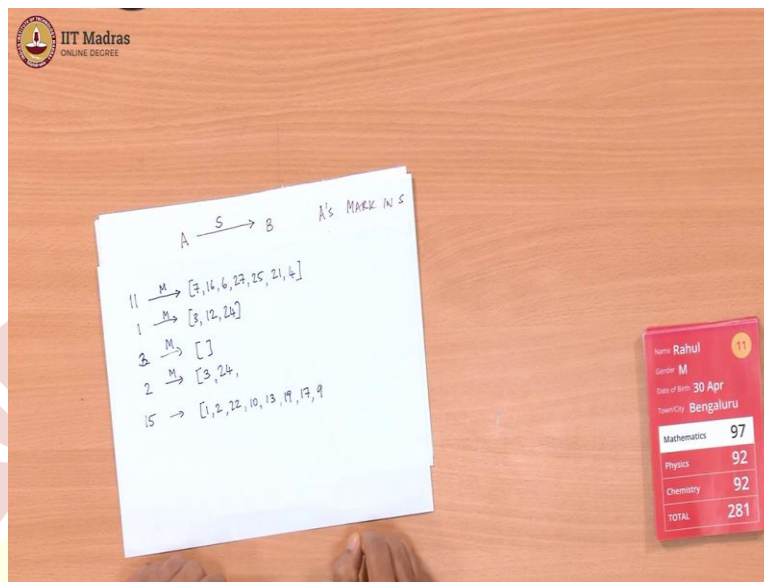 IIT Madras
ONLINE DEGREE
A S→ B A'S MARK IN S
11 M→ [7,16,6,27,25,21,4]
1 M→ [3,12,24]
3 M→ [ ]
2 M→ [3,24,
15 → [1,2,22,10,13,19,17,9
Name Rahul 11
Gender M
Date of Birth 30 Apr
Town/City Bengaluru
Mathematics 97
Physics 92
Chemistry 92
TOTAL 281